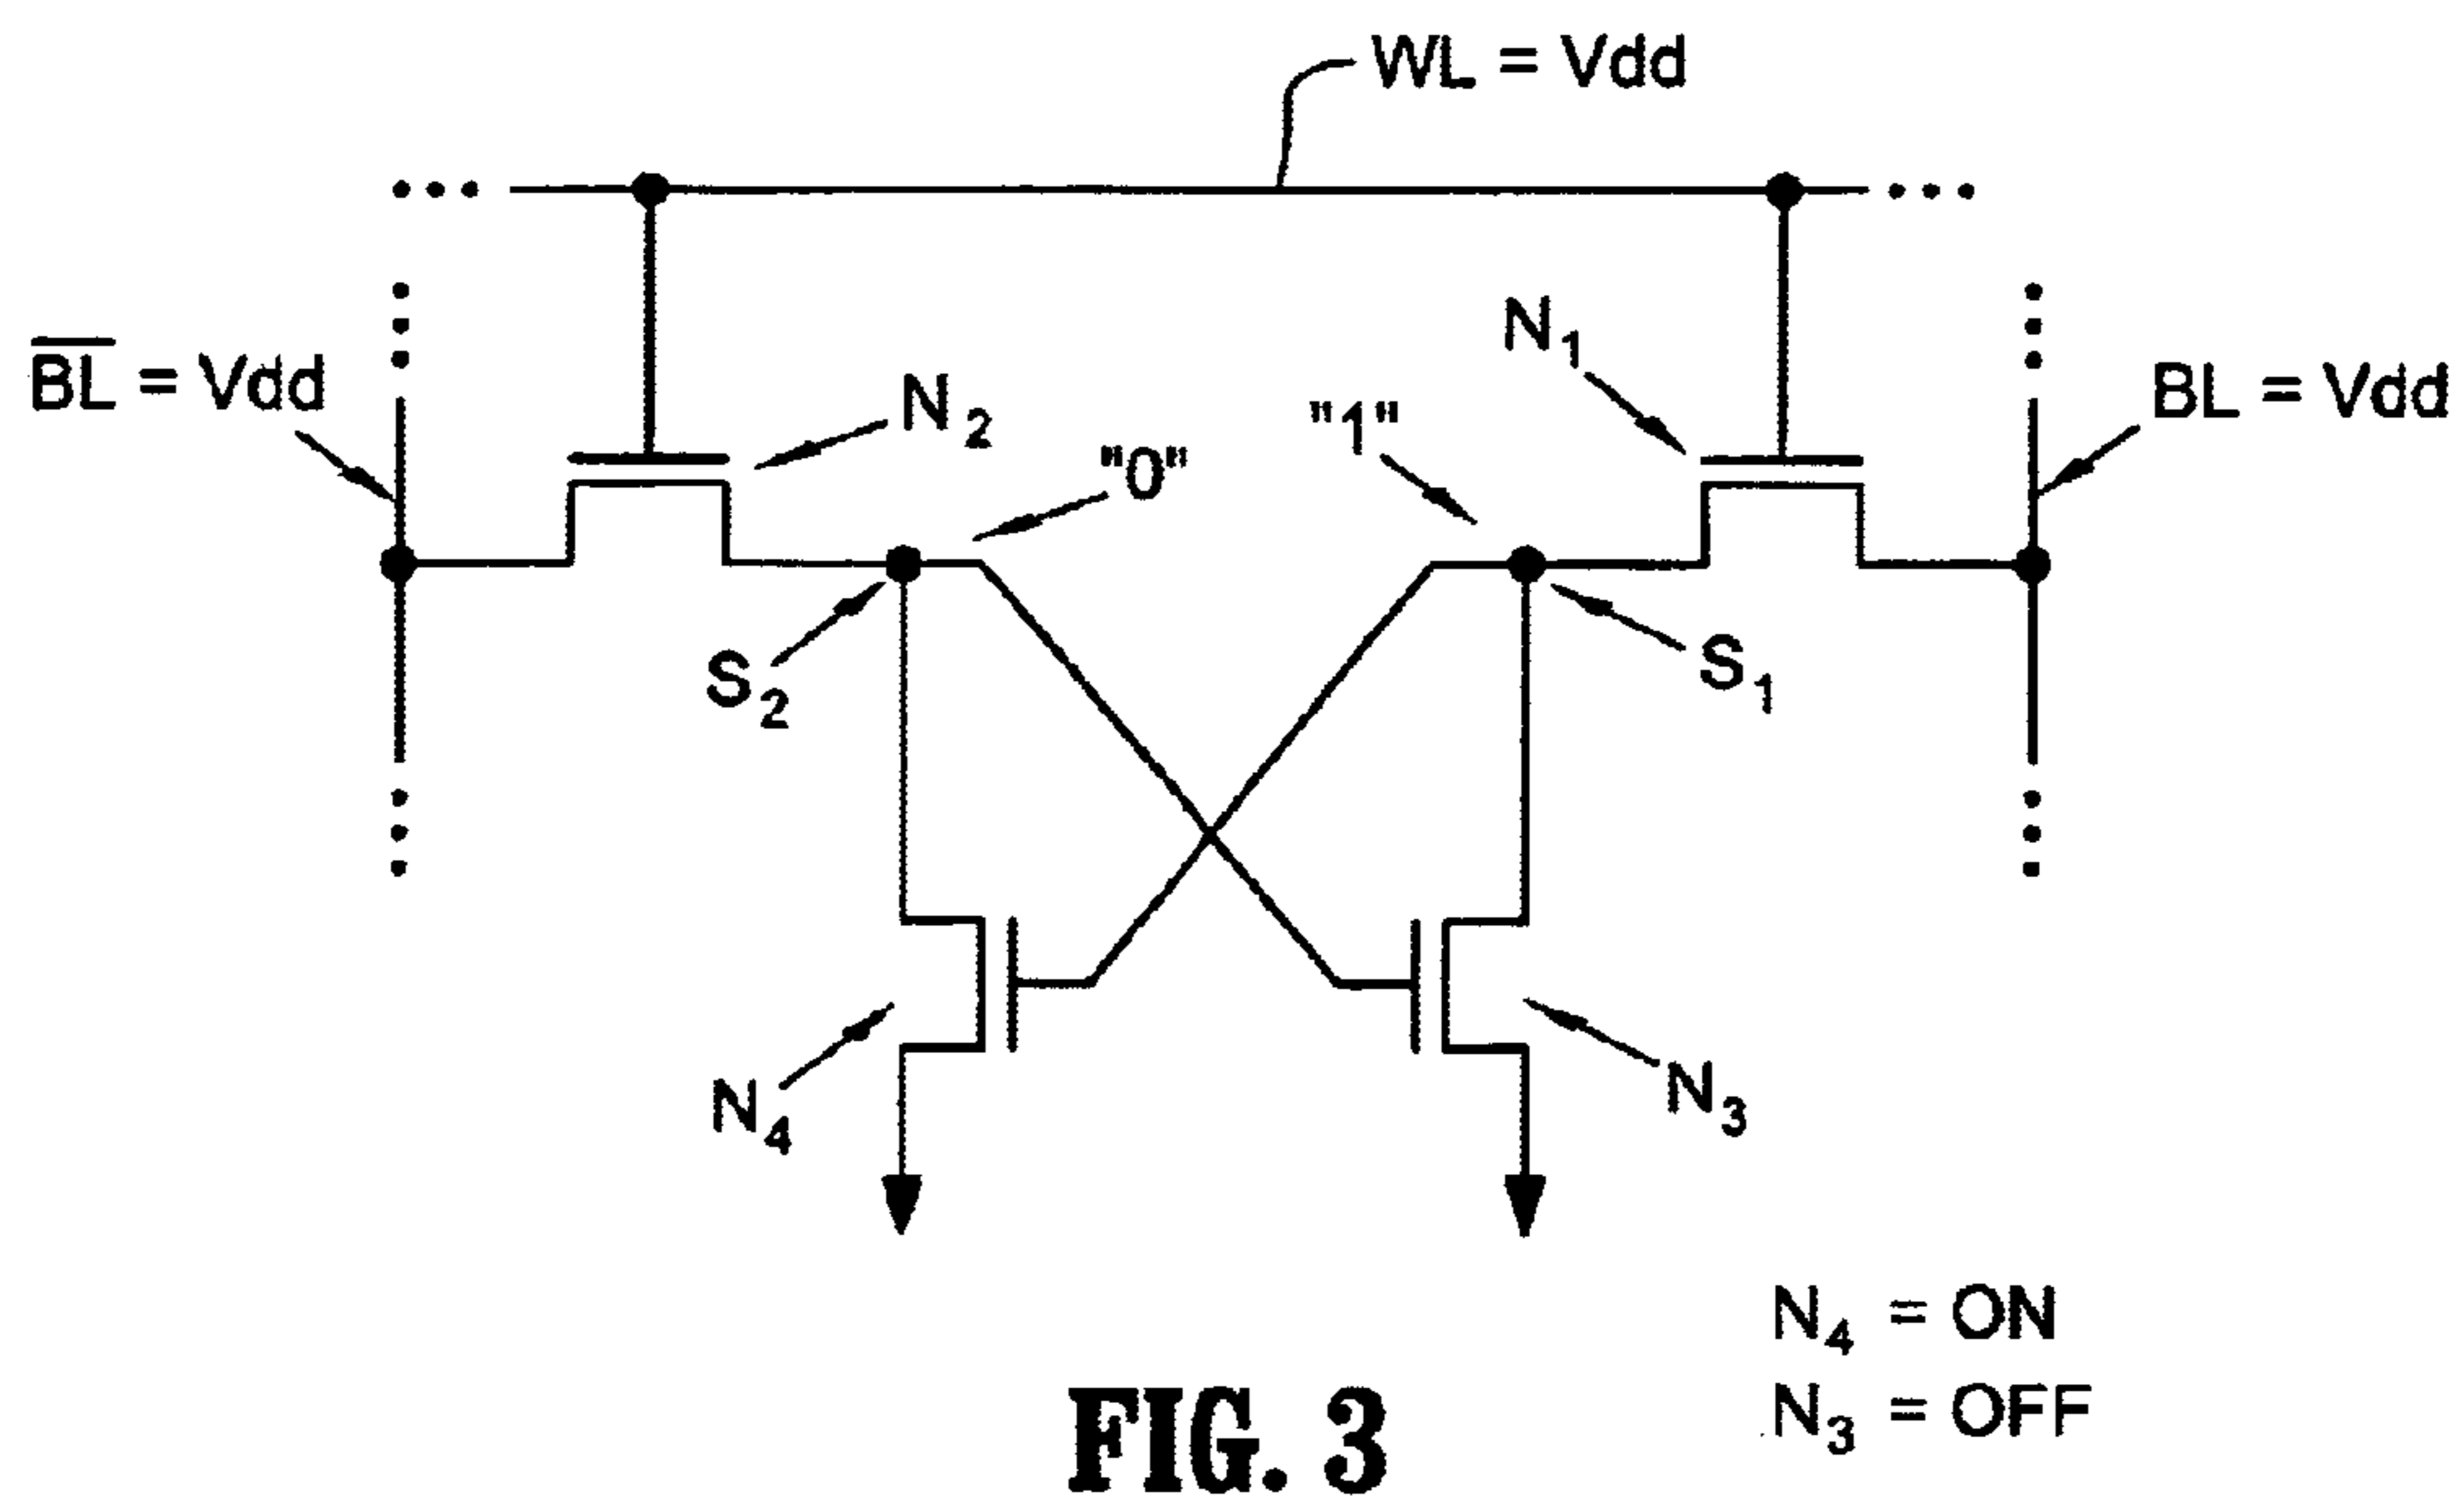 WL = Vdd
B̅L̅ = Vdd
N₂
"0"
"1"
N₁
BL = Vdd
S₂
S₁
N₄
N₃
N₄ = ON
N₃ = OFF
FIG. 3